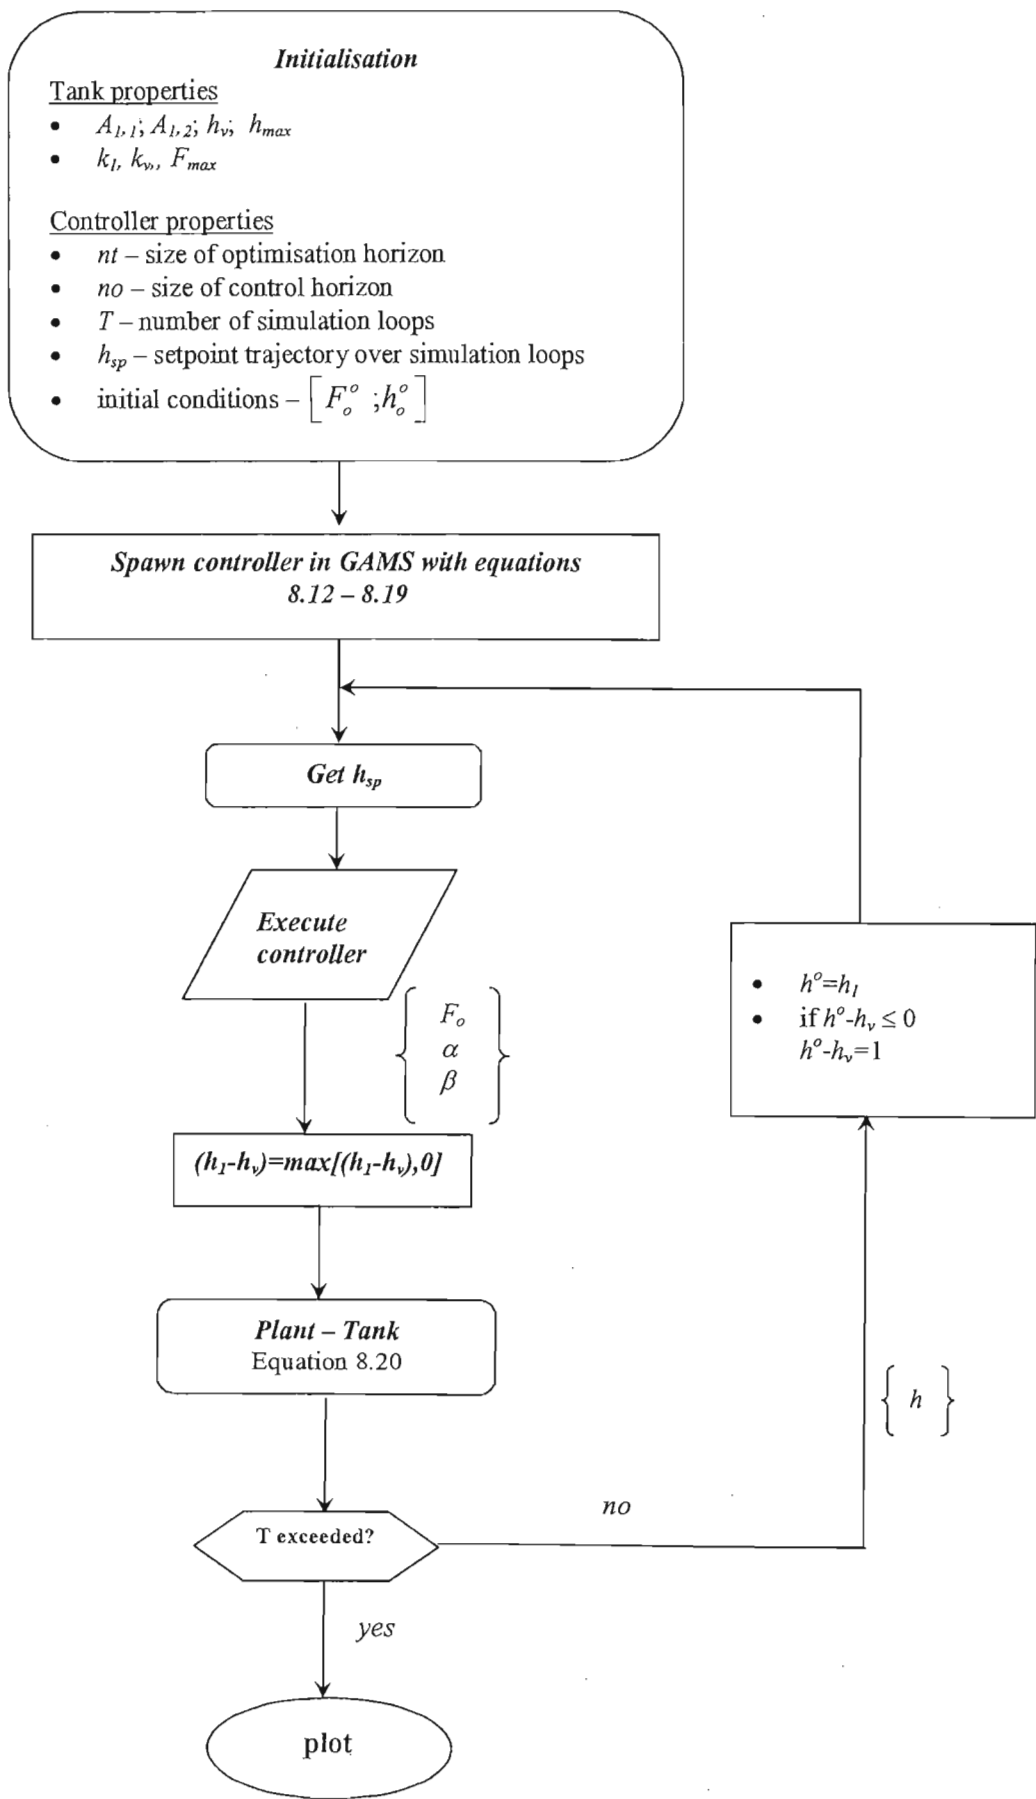 Initialisation
Tank properties
• A1,1; A1,2; hv; hmax
• k1, kv,, Fmax
Controller properties
• nt – size of optimisation horizon
• no – size of control horizon
• T – number of simulation loops
• hsp – setpoint trajectory over simulation loops
• initial conditions – [Foo ;hoo]
Spawn controller in GAMS with equations
8.12 – 8.19
Get hsp
Execute
controller
Fo
α
β
• ho=h1
• if ho-hv ≤ 0
ho-hv=1
(h1-hv)=max[(h1-hv),0]
Plant – Tank
Equation 8.20
{ h }
no
T exceeded?
yes
plot